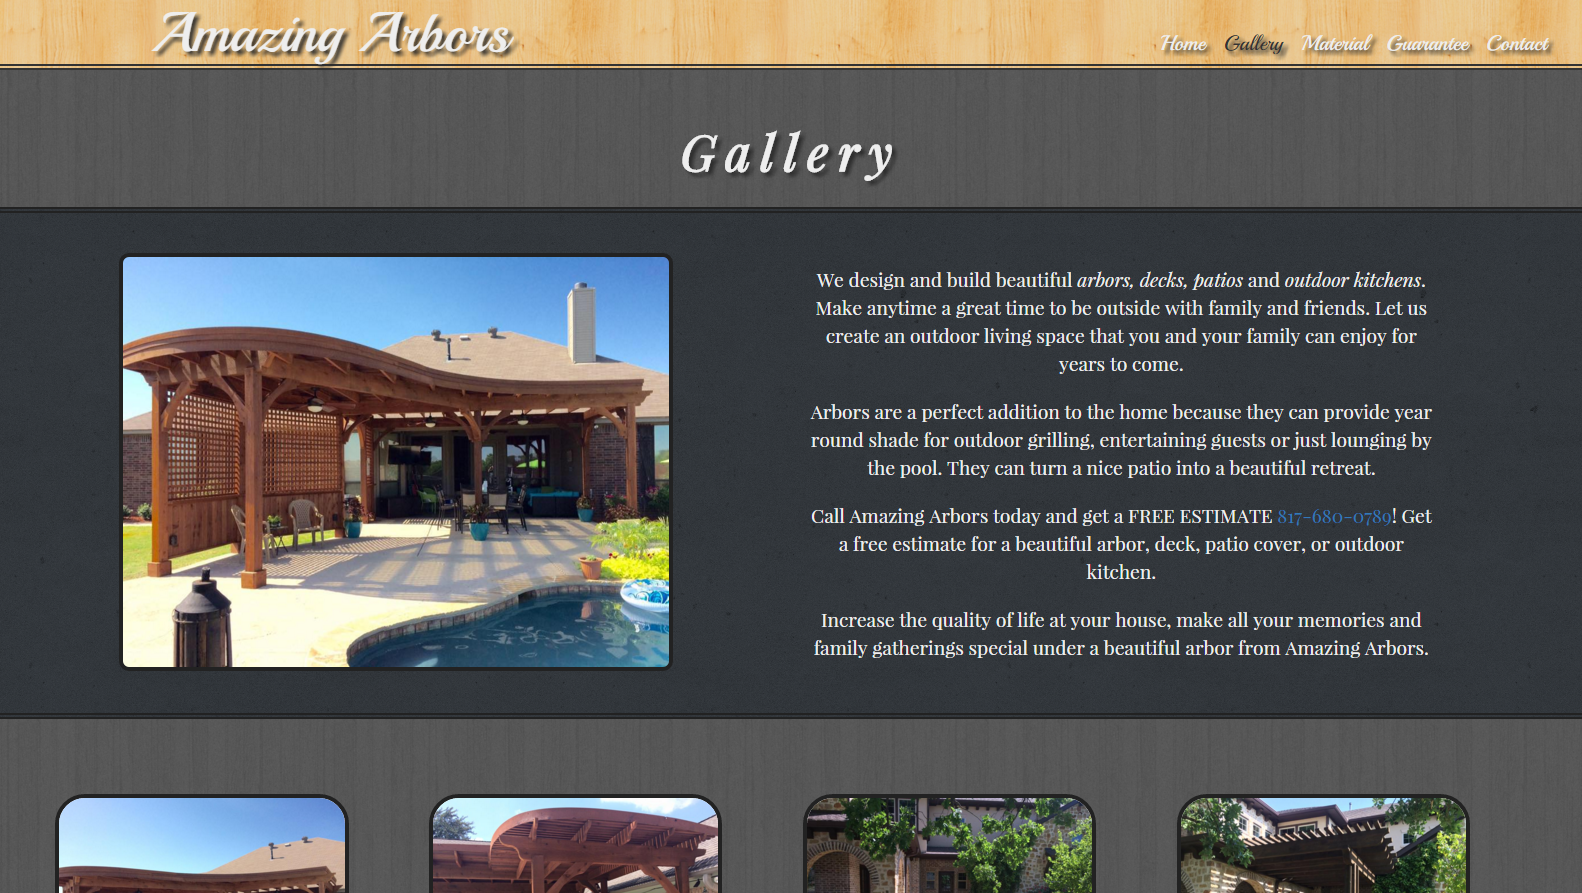 Amazing Arbors
Home Gallery Material Guarantee Contact
Gallery
We design and build beautiful arbors, decks, patios and outdoor kitchens.
Make anytime a great time to be outside with family and friends. Let us
create an outdoor living space that you and your family can enjoy for
years to come.
Arbors are a perfect addition to the home because they can provide year
round shade for outdoor grilling, entertaining guests or just lounging by
the pool. They can turn a nice patio into a beautiful retreat.
Call Amazing Arbors today and get a FREE ESTIMATE 817-680-0789! Get
a free estimate for a beautiful arbor, deck, patio cover, or outdoor
kitchen.
Increase the quality of life at your house, make all your memories and
family gatherings special under a beautiful arbor from Amazing Arbors.